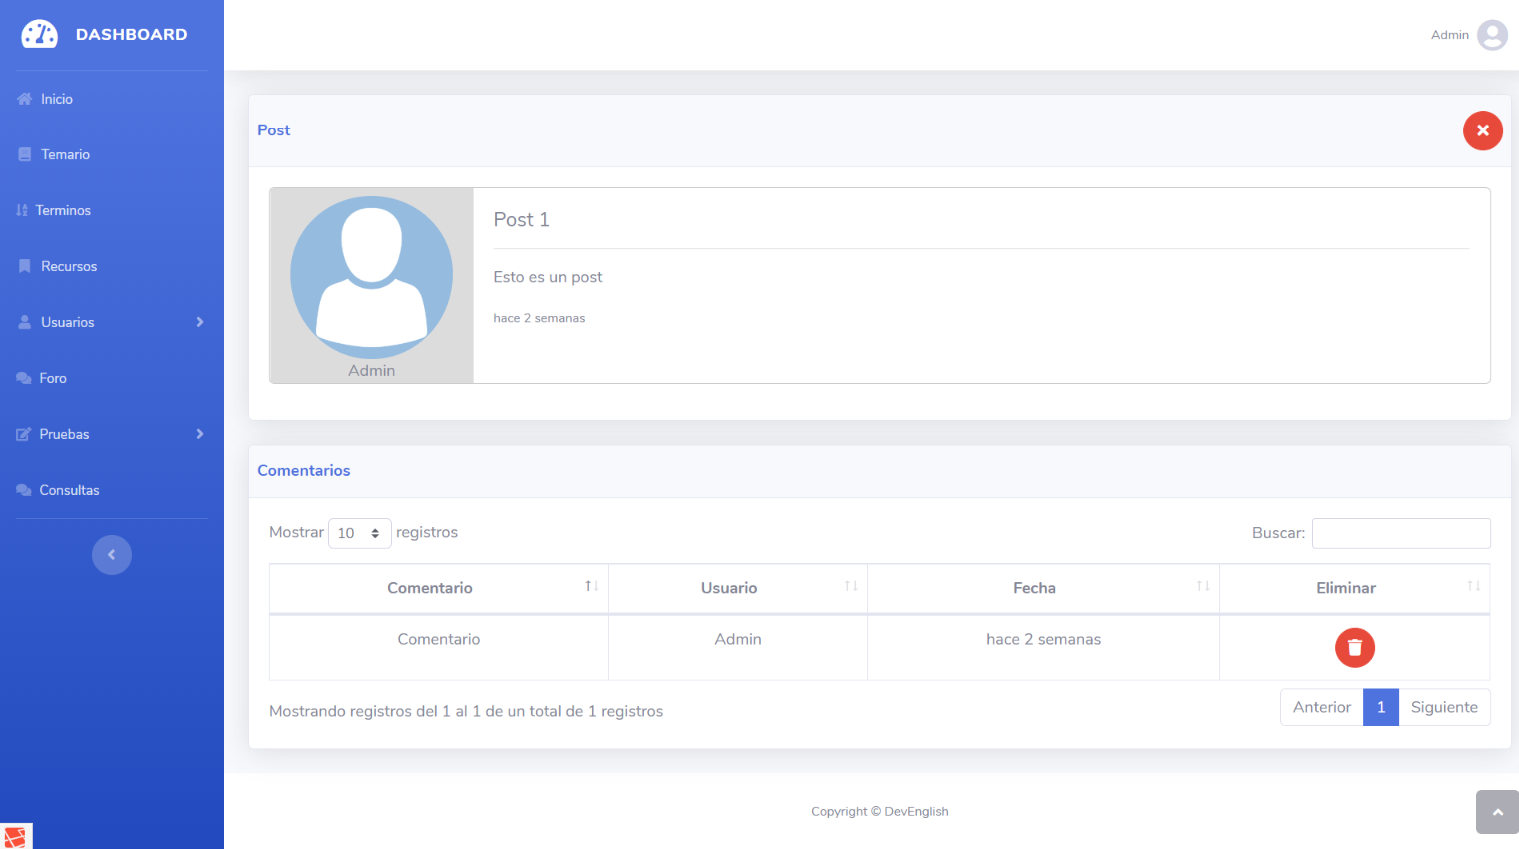 DASHBOARD
Admin
Inicio
Temario
Terminos
Recursos
Usuarios
Foro
Pruebas
Consultas
Post
Post 1
Esto es un post
hace 2 semanas
Admin
Comentarios
Mostrar 10 registros
Buscar:
Comentario Usuario Fecha Eliminar
Comentario Admin hace 2 semanas
Mostrando registros del 1 al 1 de un total de 1 registros
Anterior 1 Siguiente
Copyright © DevEnglish